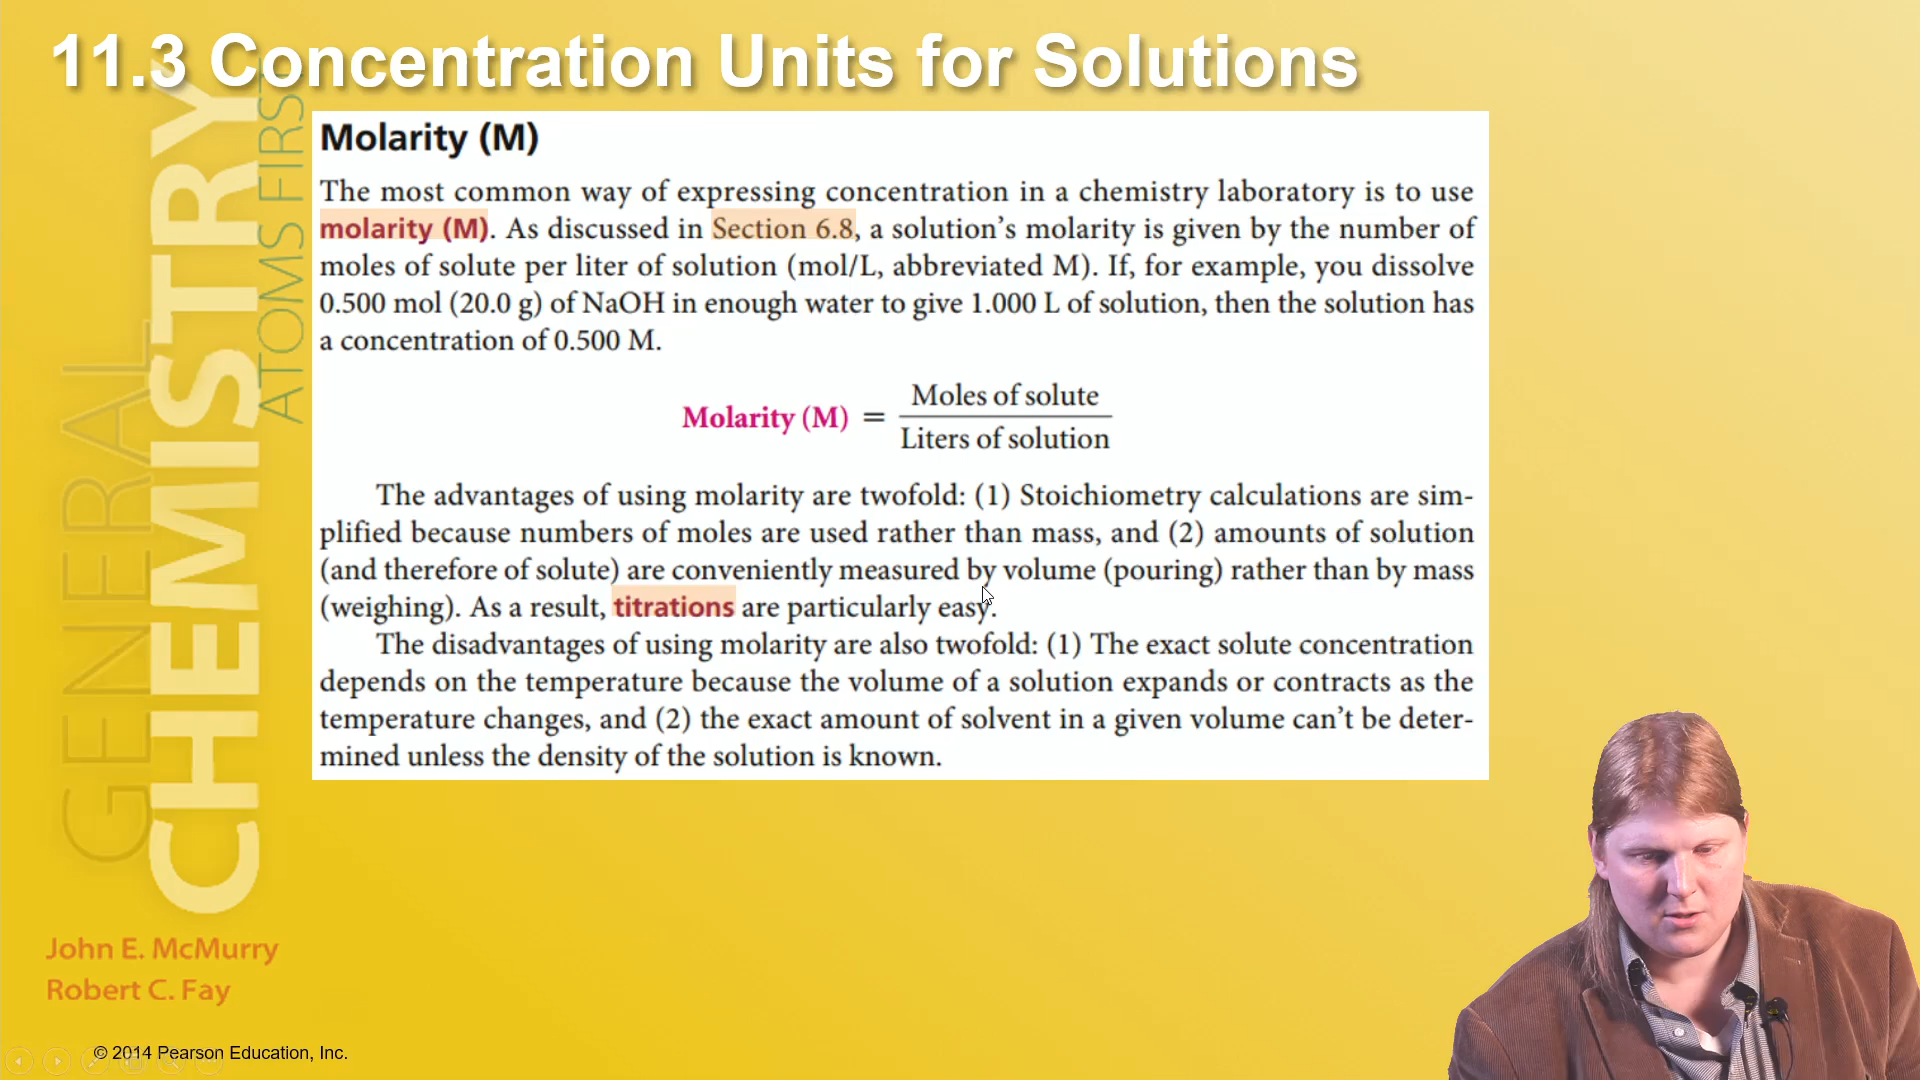 11.3 Concentration Units for Solutions
GENERAL
CHEMISTRY
ATOMS FIRST
Molarity (M)
The most common way of expressing concentration in a chemistry laboratory is to use
molarity (M). As discussed in Section 6.8, a solution’s molarity is given by the number of
moles of solute per liter of solution (mol/L, abbreviated M). If, for example, you dissolve
0.500 mol (20.0 g) of NaOH in enough water to give 1.000 L of solution, then the solution has
a concentration of 0.500 M.
Molarity (M) = Moles of solute
Liters of solution
The advantages of using molarity are twofold: (1) Stoichiometry calculations are sim-
plified because numbers of moles are used rather than mass, and (2) amounts of solution
(and therefore of solute) are conveniently measured by volume (pouring) rather than by mass
(weighing). As a result, titrations are particularly easy.
The disadvantages of using molarity are also twofold: (1) The exact solute concentration
depends on the temperature because the volume of a solution expands or contracts as the
temperature changes, and (2) the exact amount of solvent in a given volume can’t be deter-
mined unless the density of the solution is known.
John E. McMurry
Robert C. Fay
© 2014 Pearson Education, Inc.